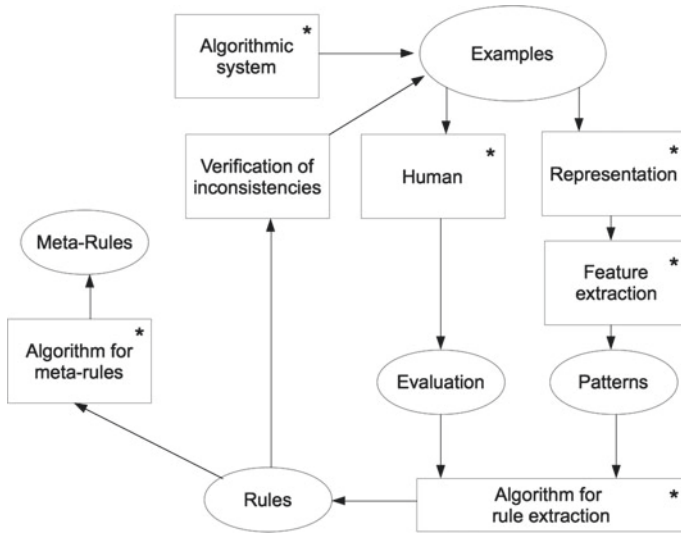 Algorithmic *
system
Examples
Verification of
inconsistencies
Human *
Representation *
Meta-Rules
Feature *
extraction
Algorithm for *
meta-rules
Evaluation
Patterns
Rules
Algorithm for *
rule extraction